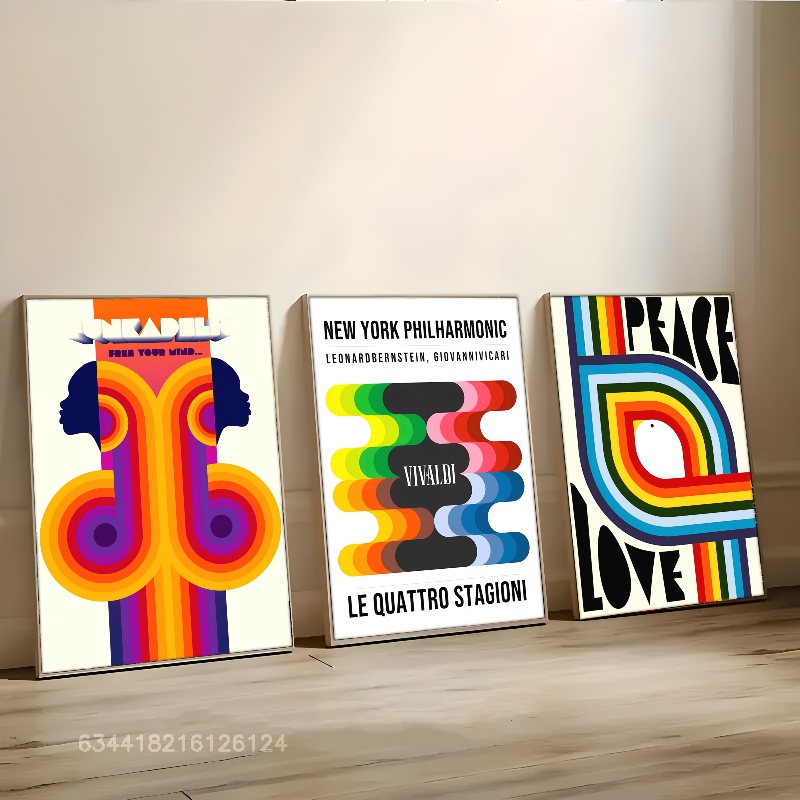 FUNKADELIC
FREE YOUR MIND...
NEW YORK PHILHARMONIC
LEONARDBERNSTEIN, GIOVANNIVICARI
VIVALDI
LE QUATTRO STAGIONI
PEACE
LOVE
634418216126124